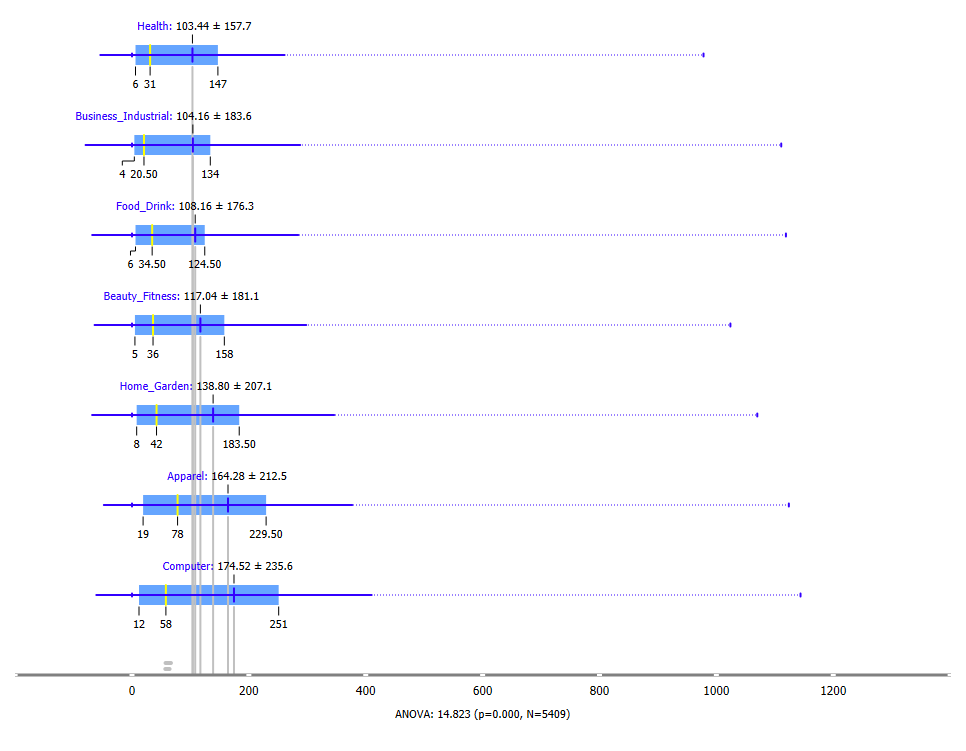 Health: 103.44 ± 157.7
6 31 147
Business_Industrial: 104.16 ± 183.6
4 20.50 134
Food_Drink: 108.16 ± 176.3
6 34.50 124.50
Beauty_Fitness: 117.04 ± 181.1
5 36 158
Home_Garden: 138.80 ± 207.1
8 42 183.50
Apparel: 164.28 ± 212.5
19 78 229.50
Computer: 174.52 ± 235.6
12 58 251
0 200 400 600 800 1000 1200
ANOVA: 14.823 (p=0.000, N=5409)